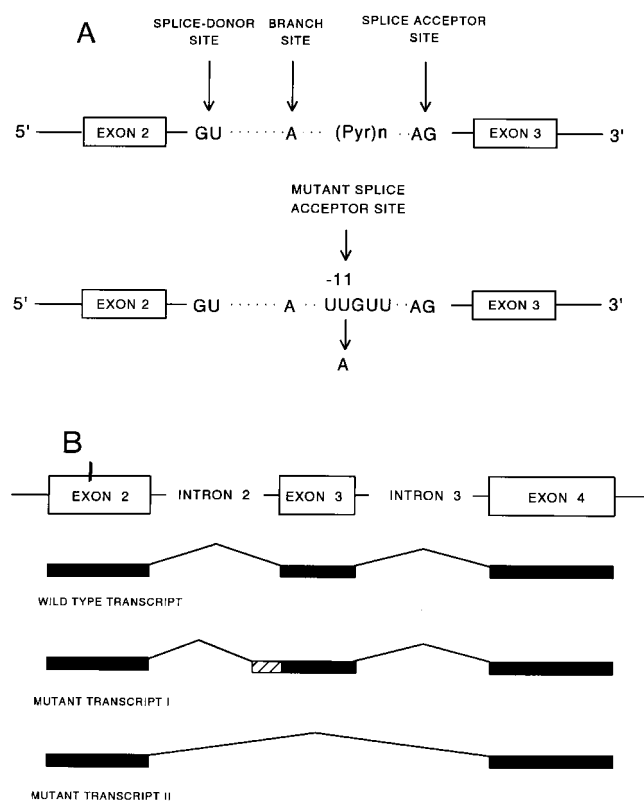 A
SPLICE-DONOR SITE
BRANCH SITE
SPLICE ACCEPTOR SITE
5' EXON 2 GU ······ A ··· (Pyr)n ·· AG EXON 3 3'
MUTANT SPLICE
ACCEPTOR SITE
-11
5' EXON 2 GU ······ A ··· UUGUU ·· AG EXON 3 3'
A
B
EXON 2 INTRON 2 EXON 3 INTRON 3 EXON 4
WILD TYPE TRANSCRIPT
MUTANT TRANSCRIPT I
MUTANT TRANSCRIPT II